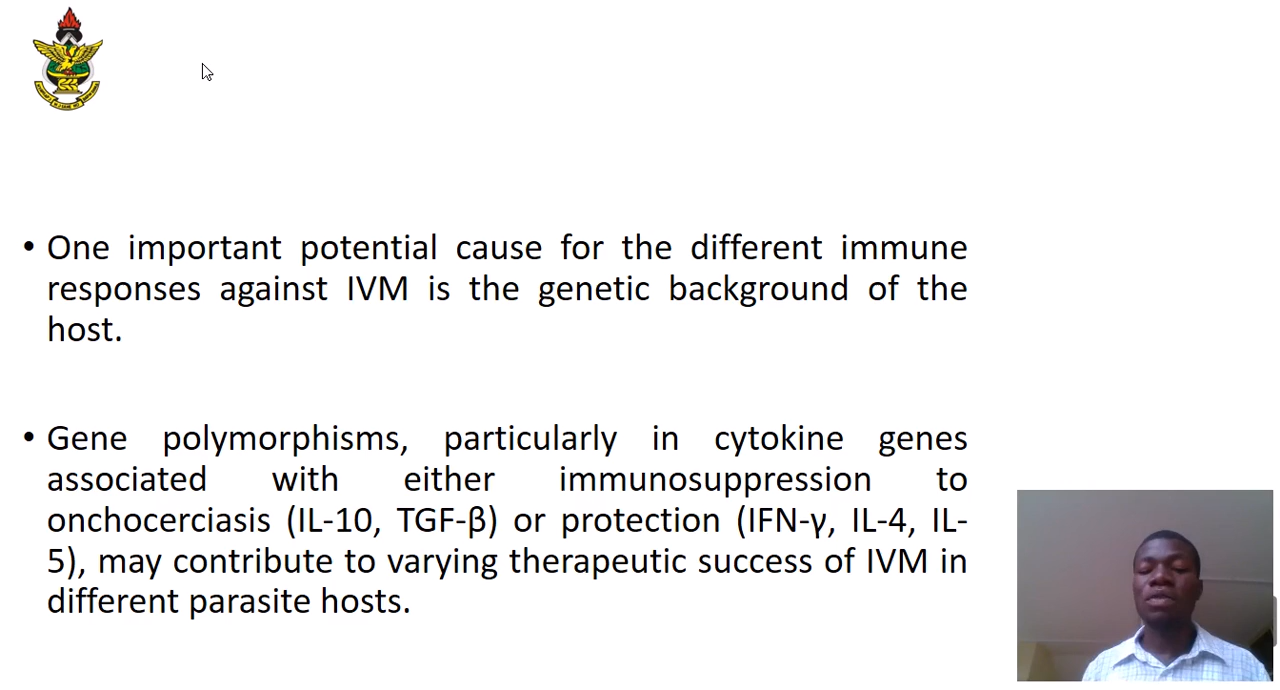 • One important potential cause for the different immune
responses against IVM is the genetic background of the
host.
• Gene polymorphisms, particularly in cytokine genes
associated with either immunosuppression to
onchocerciasis (IL-10, TGF-β) or protection (IFN-γ, IL-4, IL-
5), may contribute to varying therapeutic success of IVM in
different parasite hosts.